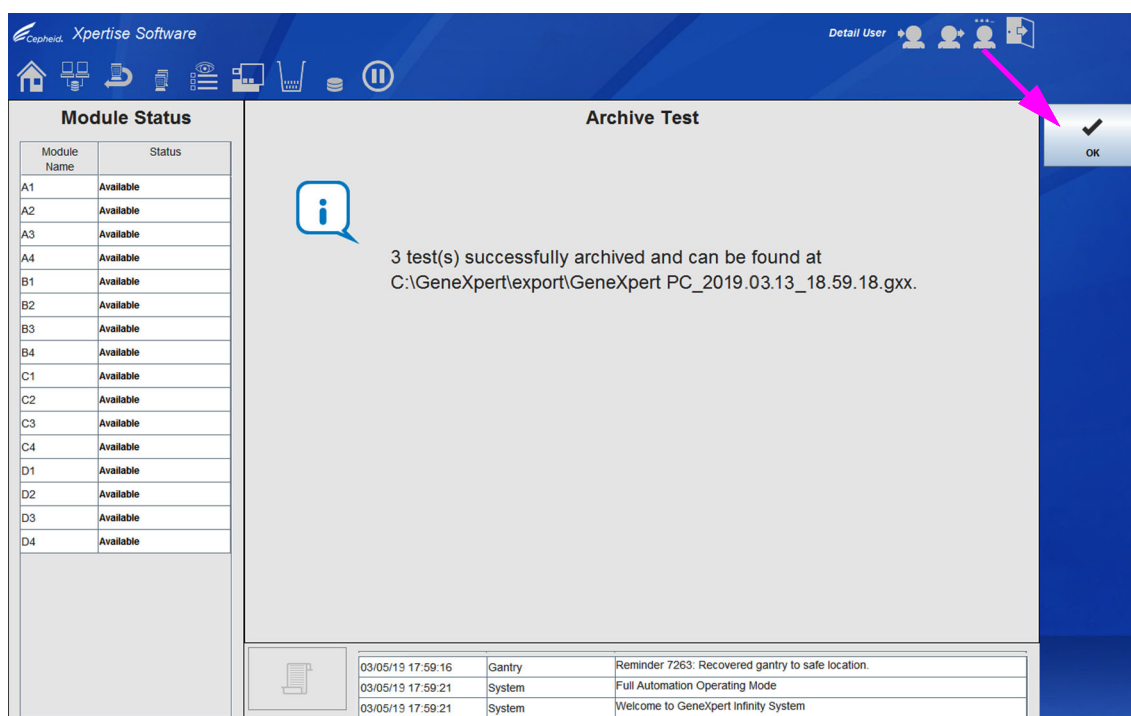 Cepheid. Xpertise Software
Detail User
Module Status
Archive Test
OK
Module Name Status
A1 Available
A2 Available
A3 Available
A4 Available
B1 Available
B2 Available
B3 Available
B4 Available
C1 Available
C2 Available
C3 Available
C4 Available
D1 Available
D2 Available
D3 Available
D4 Available
3 test(s) successfully archived and can be found at
C:\GeneXpert\export\GeneXpert PC_2019.03.13_18.59.18.gxx.
03/05/19 17:59:16 Gantry Reminder 7263: Recovered gantry to safe location.
03/05/19 17:59:21 System Full Automation Operating Mode
03/05/19 17:59:21 System Welcome to GeneXpert Infinity System